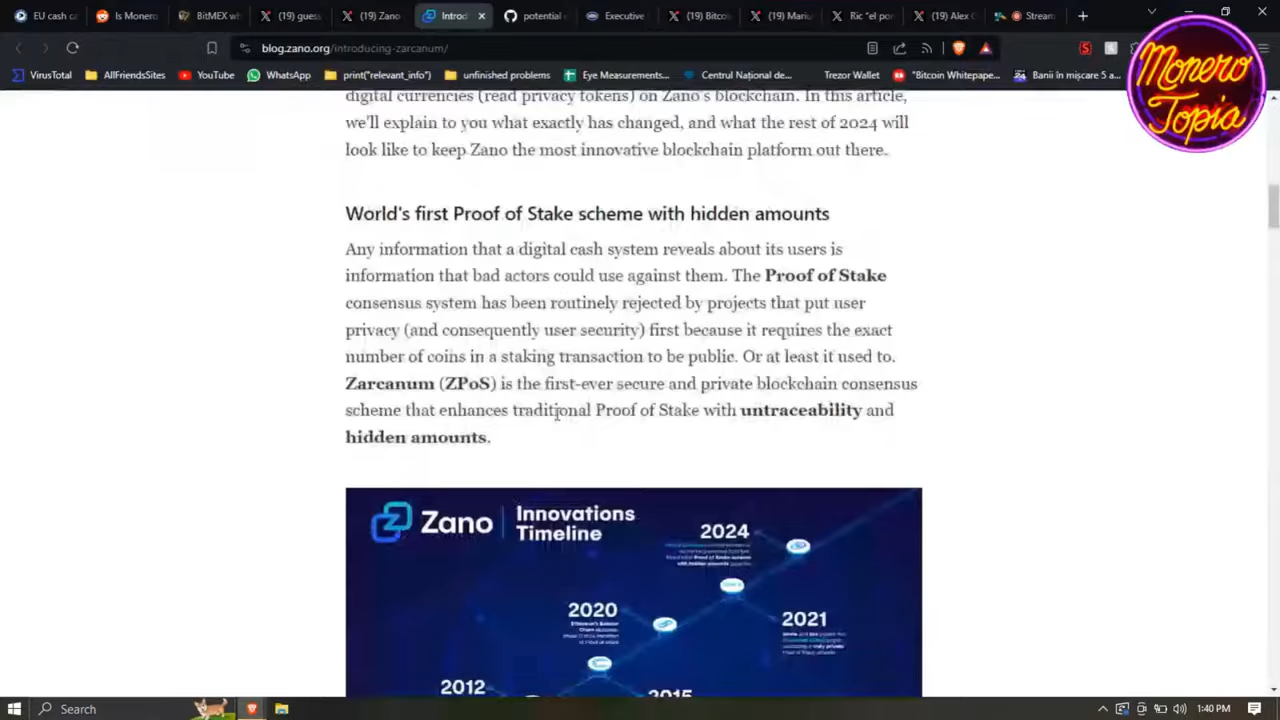 EU cash ca
Is Monero
BitMEX wh
(19) guess
(19) Zano
Introd
potential
Executive
(19) Bitco
(19) Mario
Ric "el po
(19) Alex G
Stream
blog.zano.org/introducing-zarcanum/
VirusTotal
AllFriendsSites
YouTube
WhatsApp
print("relevant_info")
unfinished problems
Eye Measurements...
Centrul Național de...
Trezor Wallet
"Bitcoin Whitepape...
Banii în mișcare 5 a...
Monero
Topia
digital currencies (read privacy tokens) on Zano's blockchain. In this article,
we'll explain to you what exactly has changed, and what the rest of 2024 will
look like to keep Zano the most innovative blockchain platform out there.
World's first Proof of Stake scheme with hidden amounts
Any information that a digital cash system reveals about its users is
information that bad actors could use against them. The Proof of Stake
consensus system has been routinely rejected by projects that put user
privacy (and consequently user security) first because it requires the exact
number of coins in a staking transaction to be public. Or at least it used to.
Zarcanum (ZPoS) is the first-ever secure and private blockchain consensus
scheme that enhances traditional Proof of Stake with untraceability and
hidden amounts.
Zano
Innovations
Timeline
2024
2020
2021
2012
2015
Search
1:40 PM